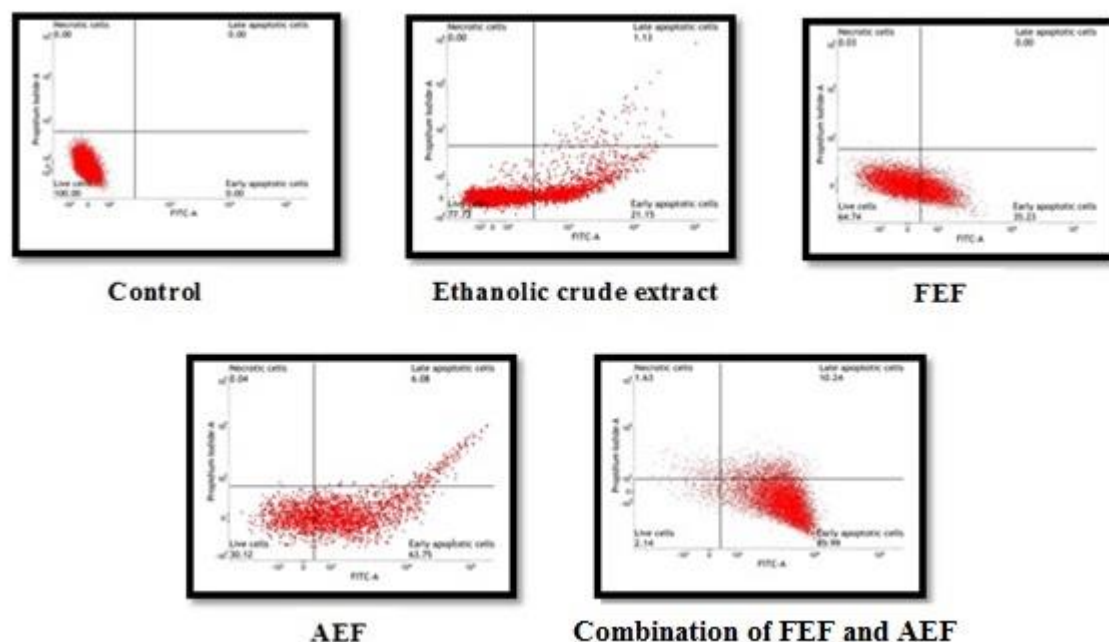 Necrotic cells Late apoptotic cells
0.00 0.00
Propidium Iodide-A
Live cells Early apoptotic cells
100.00 0.00
FITC-A
Control
Necrotic cells Late apoptotic cells
0.00 1.13
Propidium Iodide-A
Live cells Early apoptotic cells
77.72 21.15
FITC-A
Ethanolic crude extract
Necrotic cells Late apoptotic cells
0.03 0.00
Propidium Iodide-A
Live cells Early apoptotic cells
64.74 35.23
FITC-A
FEF
Necrotic cells Late apoptotic cells
0.04 6.08
Propidium Iodide-A
Live cells Early apoptotic cells
30.12 63.75
FITC-A
AEF
Necrotic cells Late apoptotic cells
1.63 10.24
Propidium Iodide-A
Live cells Early apoptotic cells
2.14 85.99
FITC-A
Combination of FEF and AEF